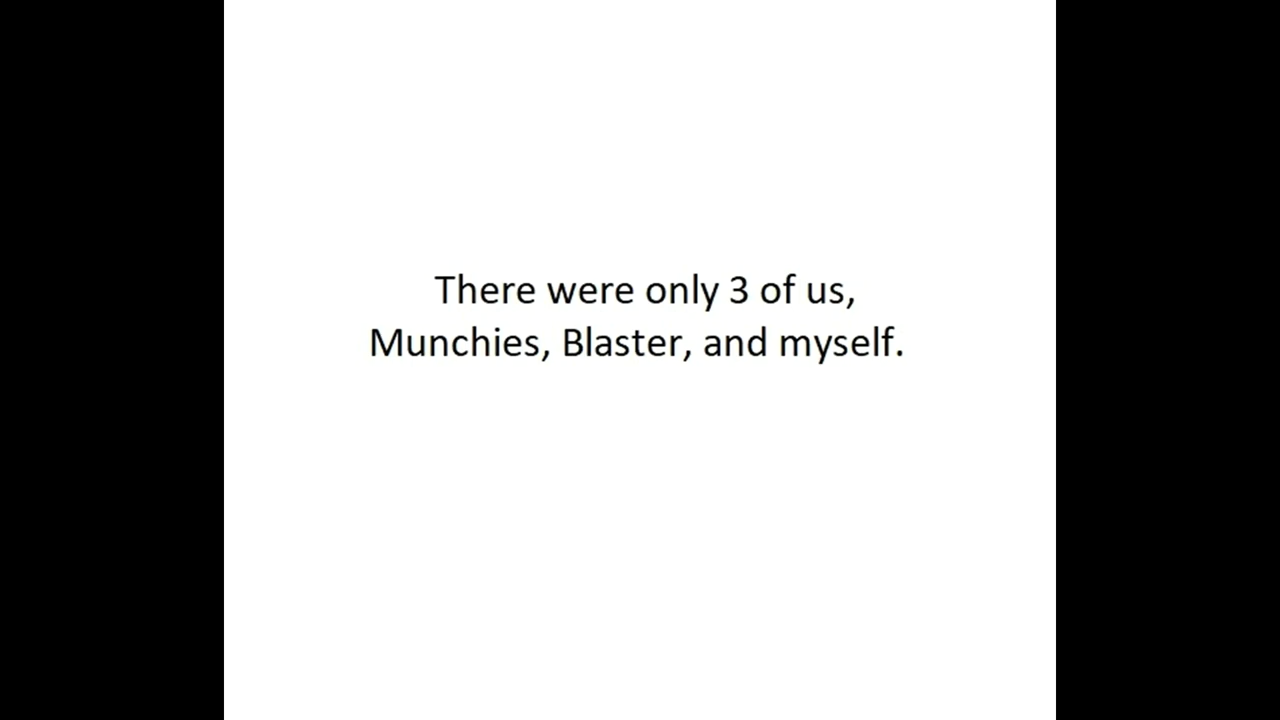 There were only 3 of us,
Munchies, Blaster, and myself.